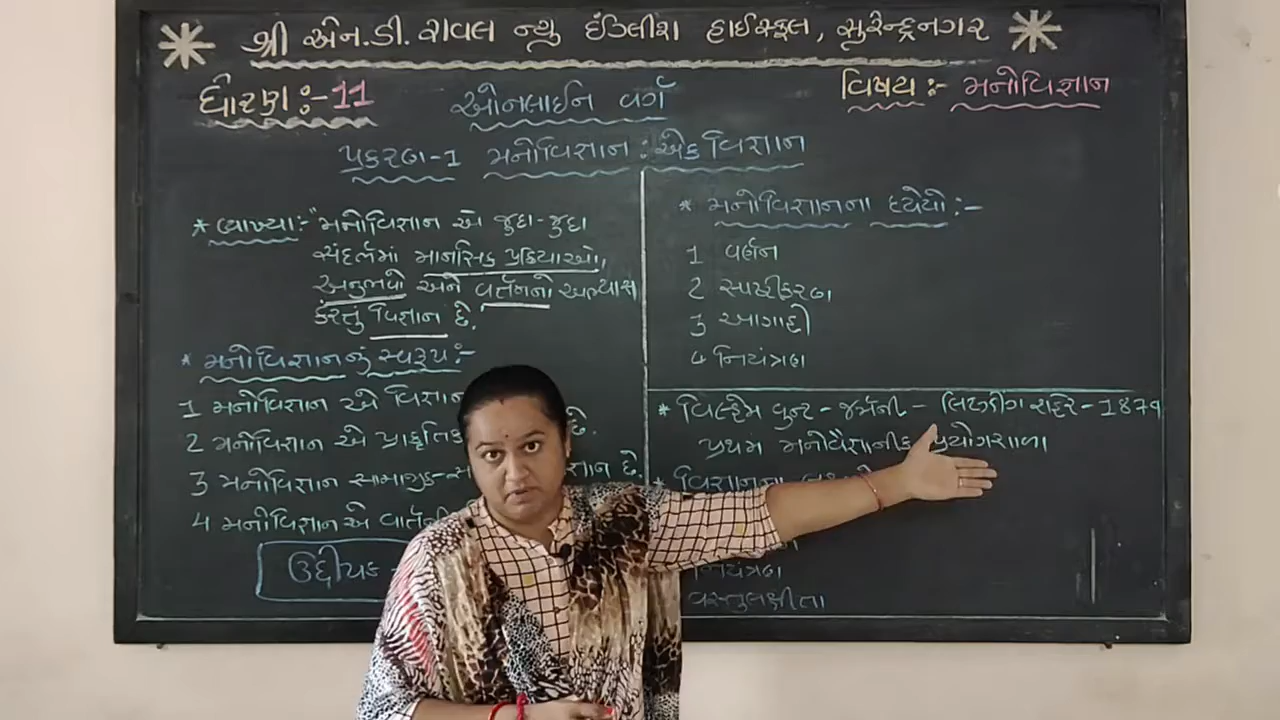 શ્રી એન.ડી. રાવલ ન્યુ ઇંગ્લીશ હાઈસ્કૂલ, સુરેન્દ્રનગર
ધોરણ:-11
ઓનલાઈન વર્ગ
વિષય:- મનોવિજ્ઞાન
પ્રકરણ-1 મનોવિજ્ઞાન : એક વિજ્ઞાન
* વ્યાખ્યા:- "મનોવિજ્ઞાન એ જુદા-જુદા
સંદર્ભમાં માનસિક પ્રક્રિયાઓ,
અનુભવો અને વર્તનનો અભ્યાસ
કરતું વિજ્ઞાન છે."
* મનોવિજ્ઞાનનું સ્વરૂપ:-
1 મનોવિજ્ઞાન એ
2 મનોવિજ્ઞાન એ પ્રાકૃતિક છે.
3 મનોવિજ્ઞાન સામાજીક- છે.
4 મનોવિજ્ઞાન એ
ઉદ્દીપક
* મનોવિજ્ઞાનના ધ્યેયો:-
1 વર્ણન
2 સ્પષ્ટીકરણ
3 આગાહી
4 નિયંત્રણ
* વિલ્હેમ વુન્ટ - જર્મની - લિપ્ઝીંગ શહેર - 1879
પ્રથમ મનોવૈજ્ઞાનીક પ્રયોગશાળા
* વિજ્ઞાનના
નિયંત્રણ
વસ્તુલક્ષીતા